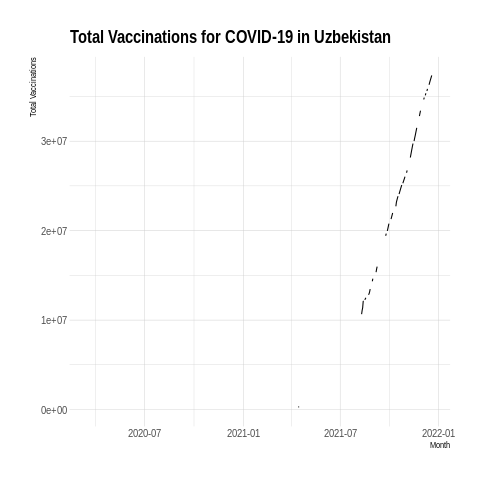 Total Vaccinations for COVID-19 in Uzbekistan
Total Vaccinations
3e+07
2e+07
1e+07
0e+00
2020-07 2021-01 2021-07 2022-01
Month